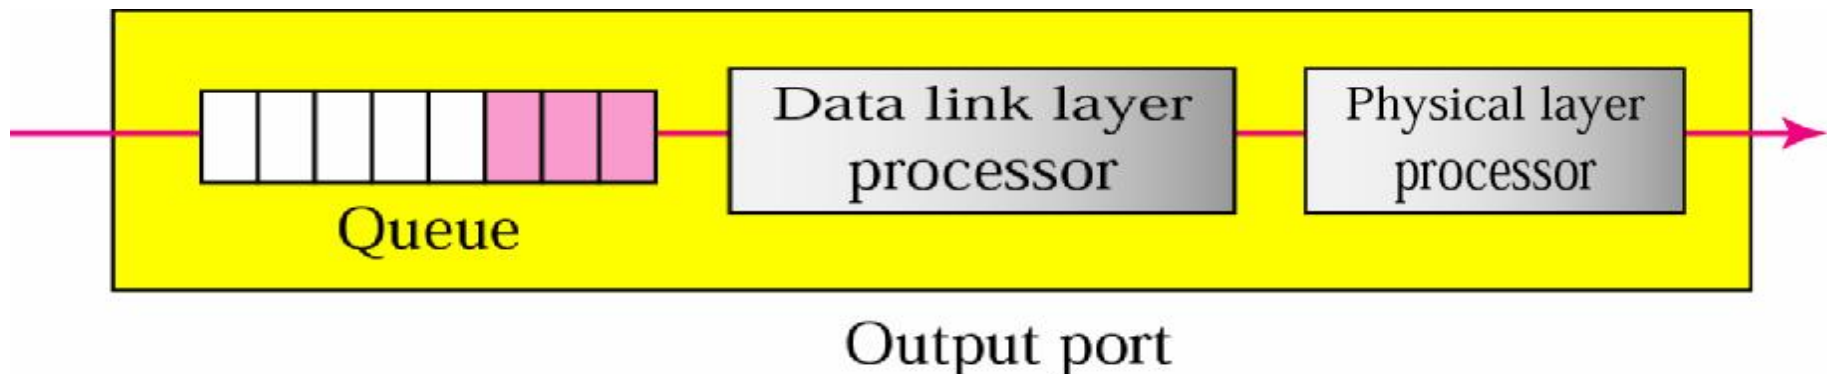 Data link layer
processor
Physical layer
processor
Queue
Output port